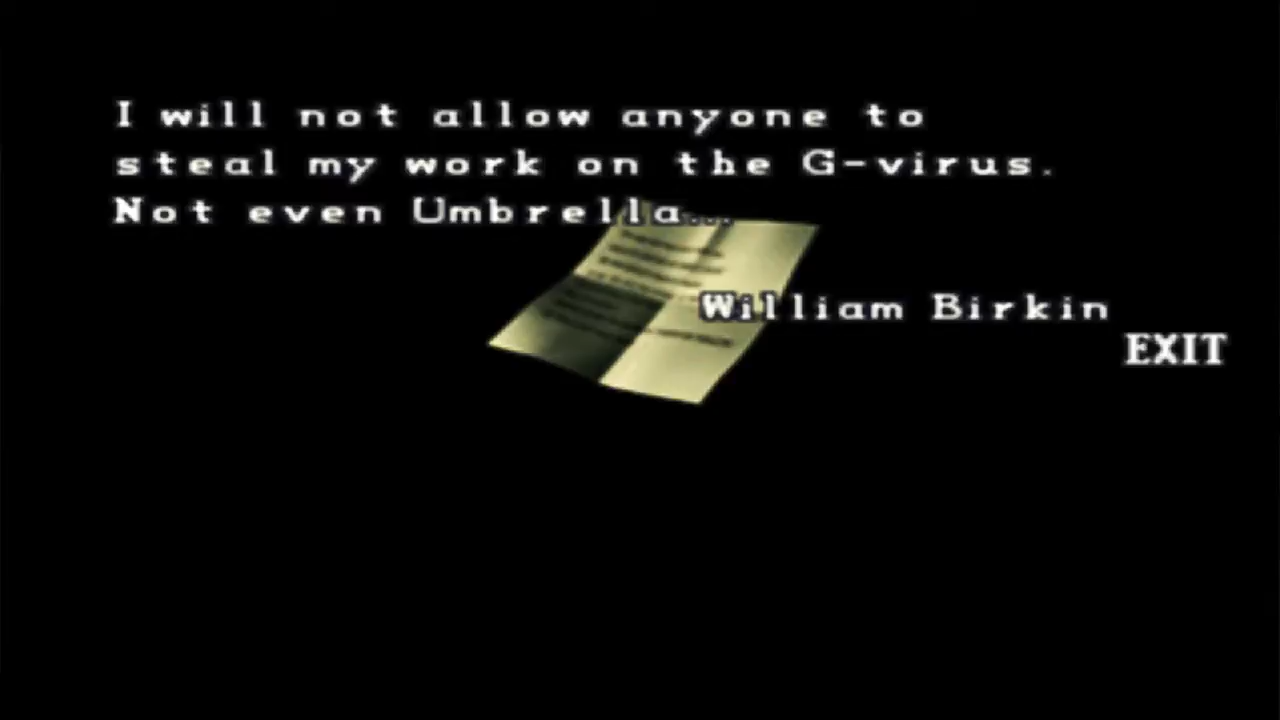 I will not allow anyone to
steal my work on the G-virus.
Not even Umbrella...
William Birkin
EXIT